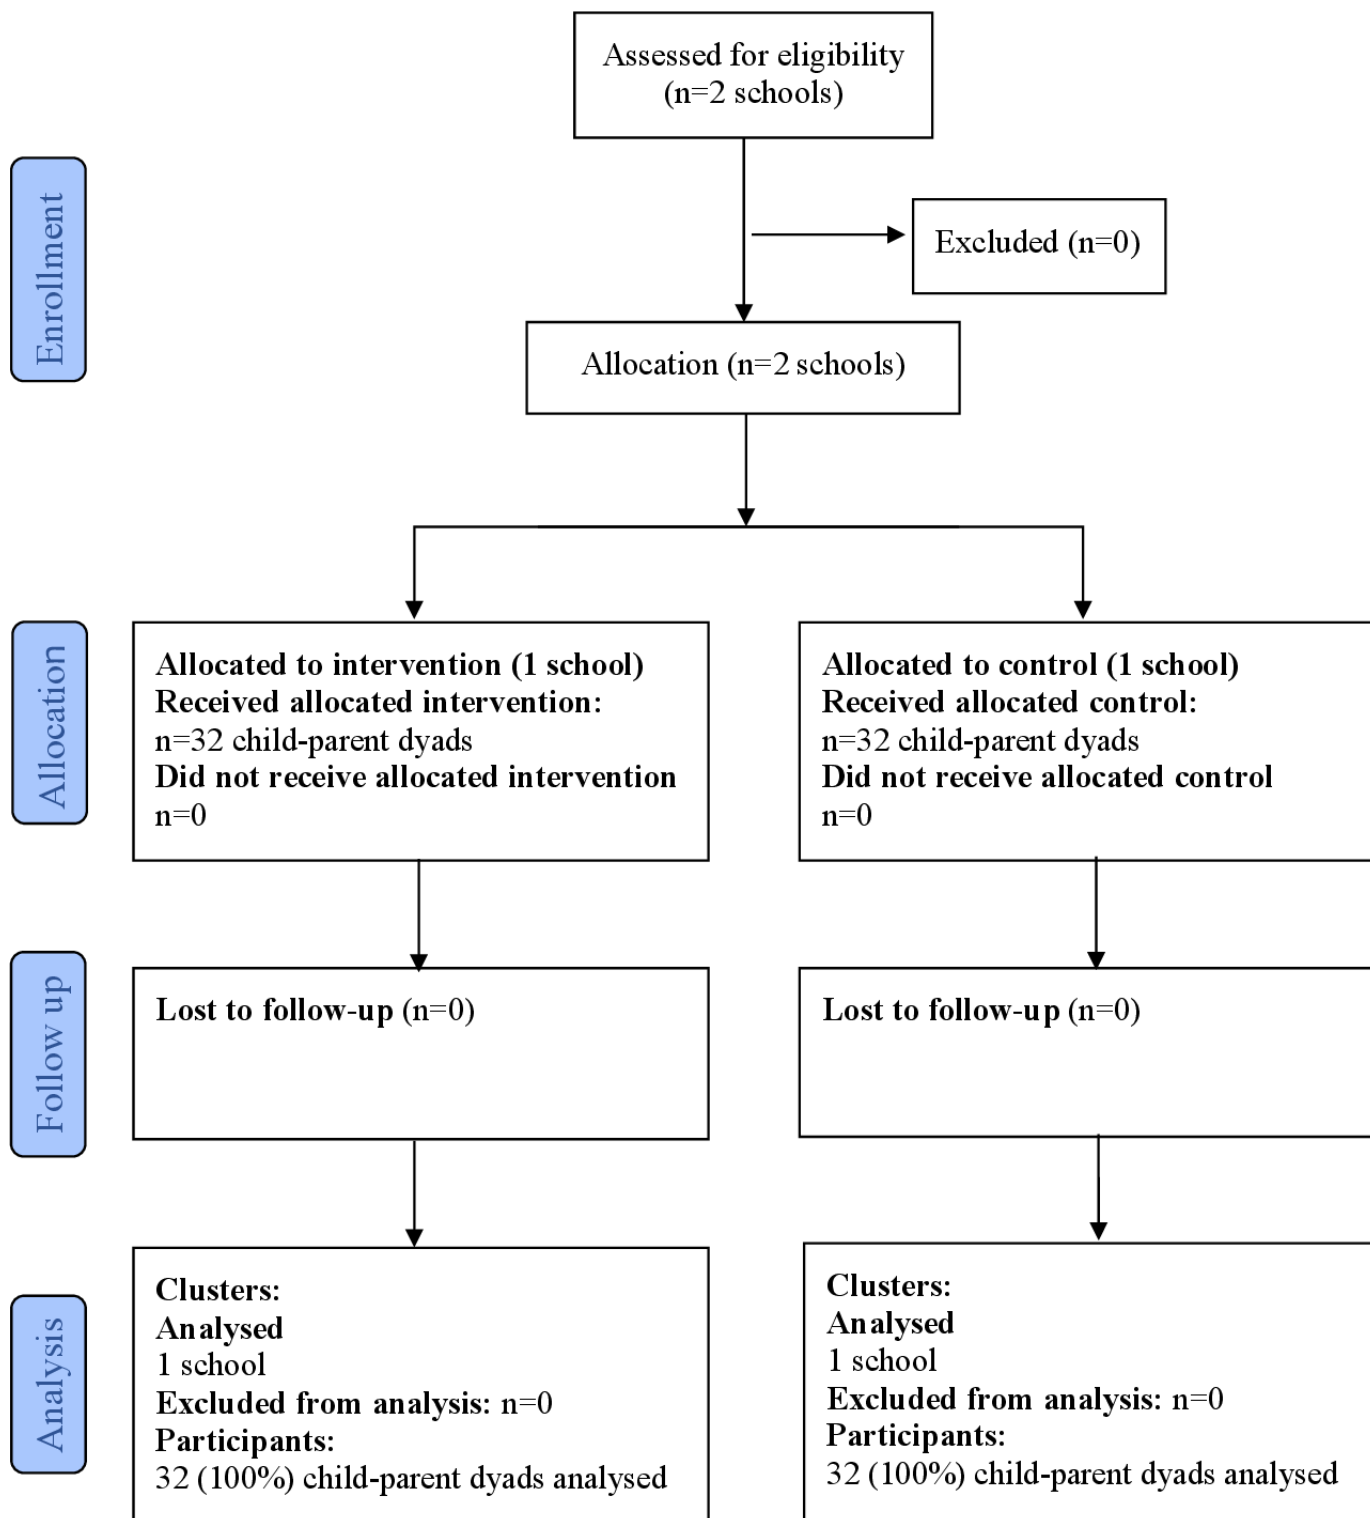 Assessed for eligibility
(n=2 schools)
Enrollment
Excluded (n=0)
Allocation (n=2 schools)
Allocation
Allocated to intervention (1 school)
Received allocated intervention:
n=32 child-parent dyads
Did not receive allocated intervention
n=0
Allocated to control (1 school)
Received allocated control:
n=32 child-parent dyads
Did not receive allocated control
n=0
Follow up
Lost to follow-up (n=0)
Lost to follow-up (n=0)
Analysis
Clusters:
Analysed
1 school
Excluded from analysis: n=0
Participants:
32 (100%) child-parent dyads analysed
Clusters:
Analysed
1 school
Excluded from analysis: n=0
Participants:
32 (100%) child-parent dyads analysed